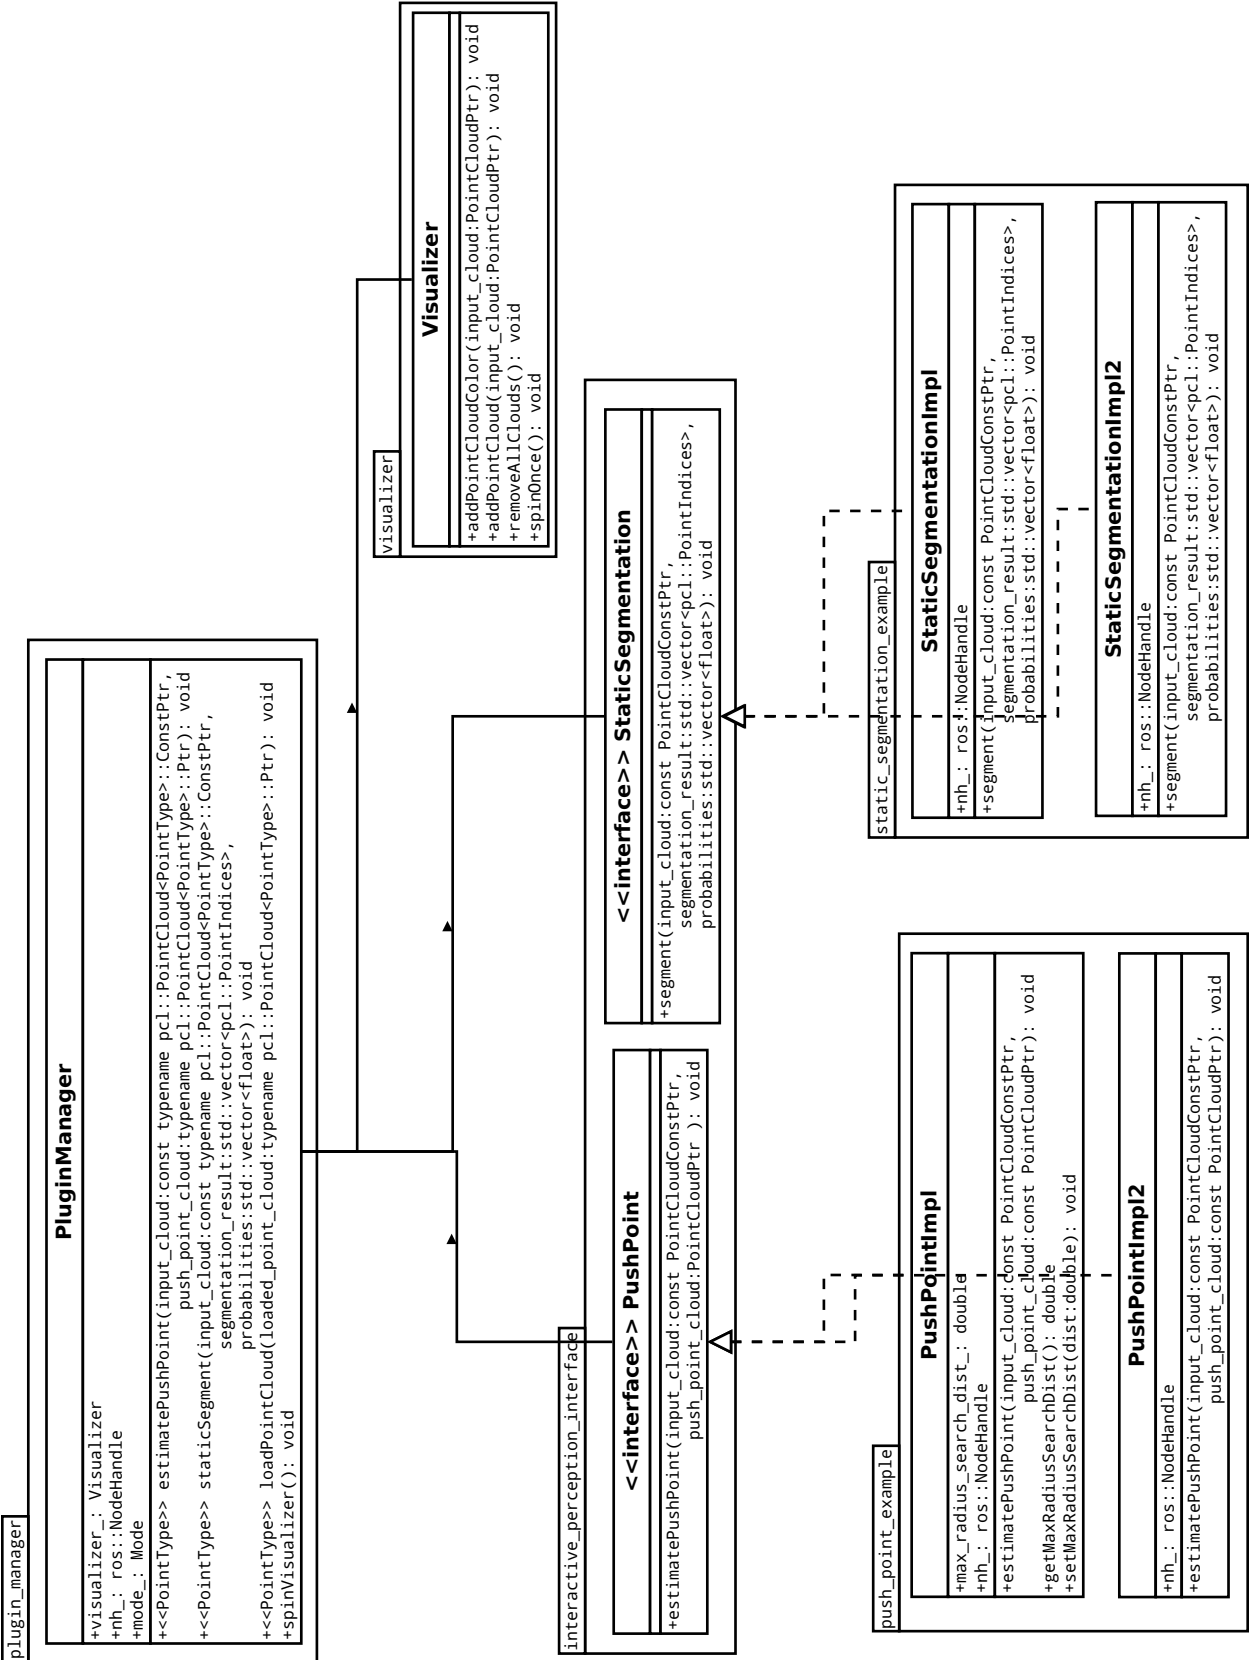 plugin_manager
PluginManager
+visualizer_: Visualizer
+nh_: ros::NodeHandle
+mode_: Mode
+<<PointType>> estimatePushPoint(input_cloud:const typename pcl::PointCloud<PointType>::ConstPtr,
push_point_cloud:typename pcl::PointCloud<PointType>::Ptr): void
+<<PointType>> staticSegment(input_cloud:const typename pcl::PointCloud<PointType>::ConstPtr,
segmentation_result:std::vector<pcl::PointIndices>,
probabilities:std::vector<float>): void
+<<PointType>> loadPointCloud(loaded_point_cloud:typename pcl::PointCloud<PointType>::Ptr): void
+spinVisualizer(): void
visualizer
Visualizer
+addPointCloudColor(input_cloud:PointCloudPtr): void
+addPointCloud(input_cloud:PointCloudPtr): void
+removeAllClouds(): void
+spinOnce(): void
interactive_perception_interface
<<interface>> PushPoint
+estimatePushPoint(input_cloud:const PointCloudConstPtr,
push_point_cloud:PointCloudPtr ): void
<<interface>> StaticSegmentation
+segment(input_cloud:const PointCloudConstPtr,
segmentation_result:std::vector<pcl::PointIndices>,
probabilities:std::vector<float>): void
push_point_example
PushPointImpl
+max_radius_search_dist_: double
+nh_: ros::NodeHandle
+estimatePushPoint(input_cloud:const PointCloudConstPtr,
push_point_cloud:const PointCloudPtr): void
+getMaxRadiusSearchDist(): double
+setMaxRadiusSearchDist(dist:double): void
PushPointImpl2
+nh_: ros::NodeHandle
+estimatePushPoint(input_cloud:const PointCloudConstPtr,
push_point_cloud:const PointCloudPtr): void
static_segmentation_example
StaticSegmentationImpl
+nh_: ros::NodeHandle
+segment(input_cloud:const PointCloudConstPtr,
segmentation_result:std::vector<pcl::PointIndices>,
probabilities:std::vector<float>): void
StaticSegmentationImpl2
+nh_: ros::NodeHandle
+segment(input_cloud:const PointCloudConstPtr,
segmentation_result:std::vector<pcl::PointIndices>,
probabilities:std::vector<float>): void